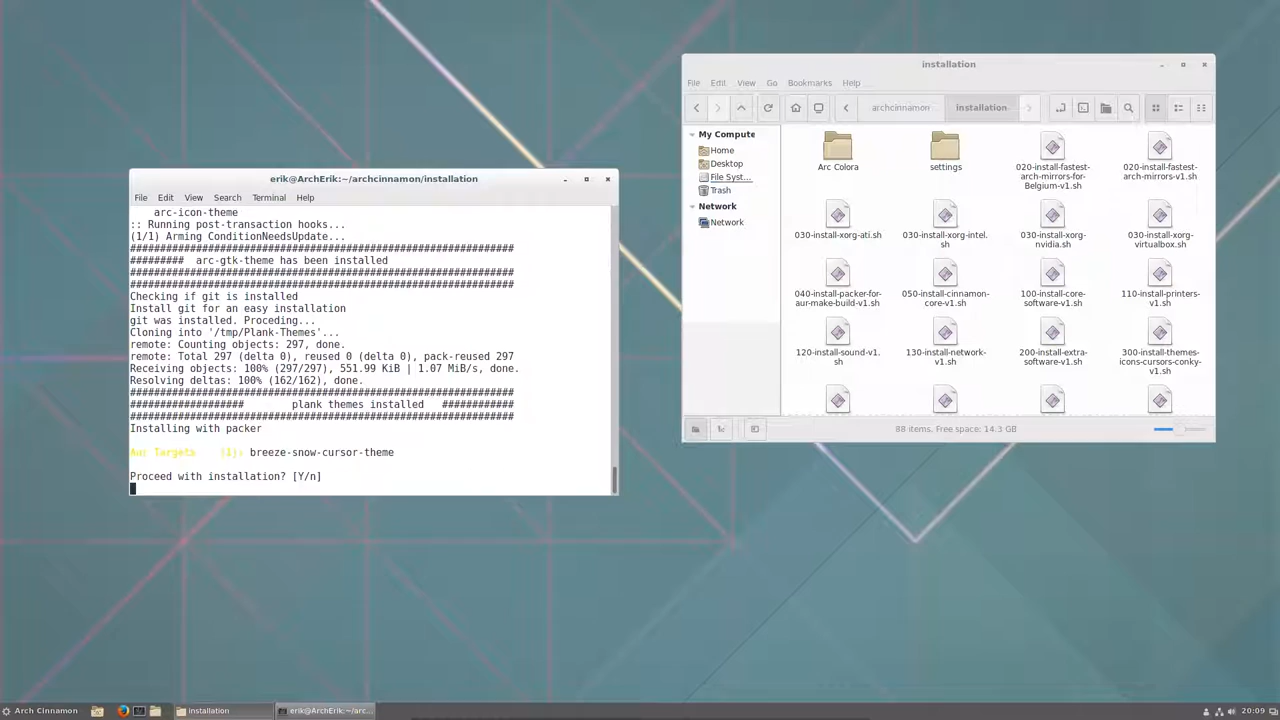 installation
File Edit View Go Bookmarks Help
archcinnamon installation
My Compute
Home
Desktop
File Syst...
Trash
Network
Network
Arc Colora
settings
020-install-fastest-
arch-mirrors-for-
Belgium-v1.sh
020-install-fastest-
arch-mirrors-v1.sh
030-install-xorg-ati.sh
030-install-xorg-intel.
sh
030-install-xorg-
nvidia.sh
030-install-xorg-
virtualbox.sh
040-install-packer-for-
aur-make-build-v1.sh
050-install-cinnamon-
core-v1.sh
100-install-core-
software-v1.sh
110-install-printers-
v1.sh
120-install-sound-v1.
sh
130-install-network-
v1.sh
200-install-extra-
software-v1.sh
300-install-themes-
icons-cursors-conky-
v1.sh
88 items, Free space: 14.3 GB
erik@ArchErik:~/archcinnamon/installation
File Edit View Search Terminal Help
arc-icon-theme
:: Running post-transaction hooks...
(1/1) Arming ConditionNeedsUpdate...
################################################################
######### arc-gtk-theme has been installed
################################################################
################################################################
Checking if git is installed
Install git for an easy installation
git was installed. Proceding...
Cloning into '/tmp/Plank-Themes'...
remote: Counting objects: 297, done.
remote: Total 297 (delta 0), reused 0 (delta 0), pack-reused 297
Receiving objects: 100% (297/297), 551.99 KiB | 1.07 MiB/s, done.
Resolving deltas: 100% (162/162), done.
################################################################
################### plank themes installed ############
################################################################
Installing with packer
Aur Targets (1): breeze-snow-cursor-theme
Proceed with installation? [Y/n]
Arch Cinnamon
installation
erik@ArchErik:~/arc...
20:09